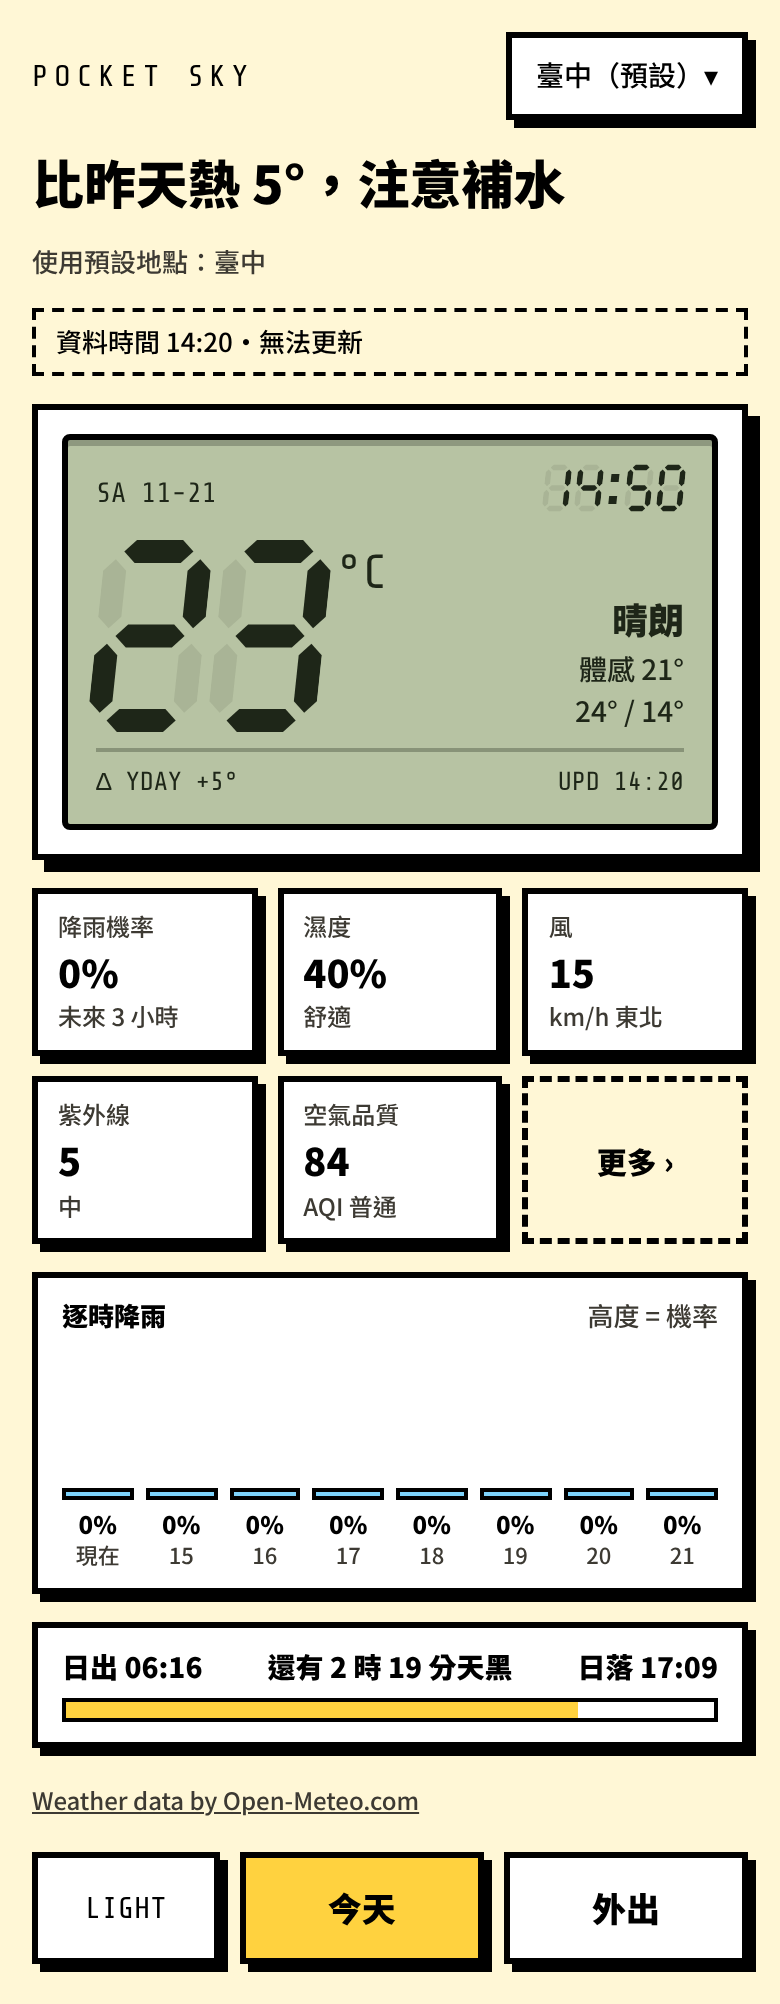 POCKET SKY
臺中（預設）▼
比昨天熱 5°，注意補水
使用預設地點：臺中
資料時間 14:20・無法更新
SA 11-21
14:50
23°C
晴朗
體感 21°
24° / 14°
Δ YDAY +5°
UPD 14:20
降雨機率
0%
未來 3 小時
濕度
40%
舒適
風
15
km/h 東北
紫外線
5
中
空氣品質
84
AQI 普通
更多 ›
逐時降雨
高度 = 機率
0% 0% 0% 0% 0% 0% 0% 0%
現在 15 16 17 18 19 20 21
日出 06:16
還有 2 時 19 分天黑
日落 17:09
Weather data by Open-Meteo.com
LIGHT
今天
外出